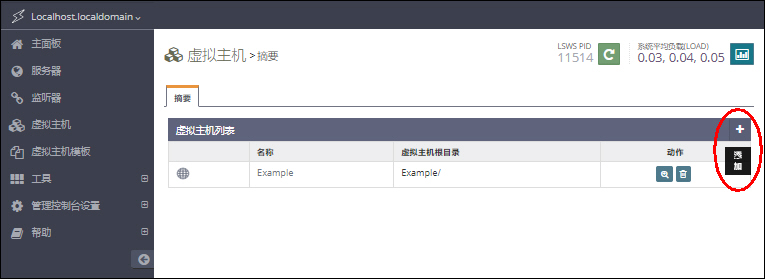 Localhost.localdomain
主面板
服务器
监听器
虚拟主机
虚拟主机模板
工具
管理控制台设置
帮助
虚拟主机 > 摘要
LSWS PID
11514
系统平均负载(LOAD)
0.03, 0.04, 0.05
摘要
虚拟主机列表
名称 虚拟主机根目录 动作
Example Example/
添加